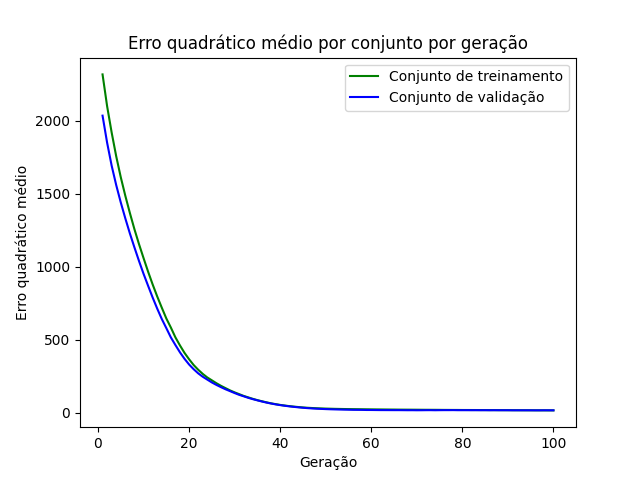 Erro quadrático médio por conjunto por geração
Conjunto de treinamento
Conjunto de validação
Erro quadrático médio
2000
1500
1000
500
0
0 20 40 60 80 100
Geração